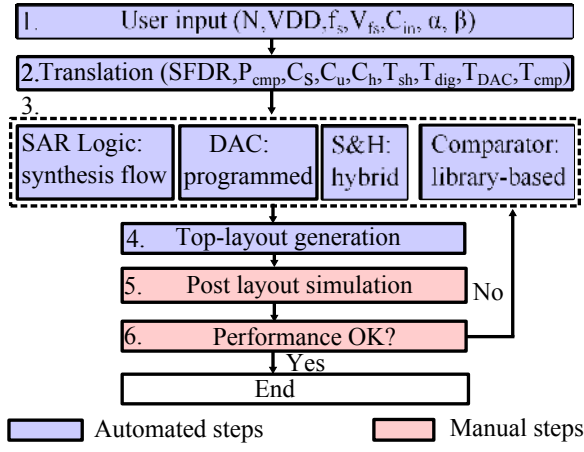 1. User input (N,VDD,fs,Vfs,Cin, α, β)
2.Translation (SFDR,Pcmp,CS,Cu,Ch,Tsh,Tdig,TDAC,Tcmp)
3.
SAR Logic:
synthesis flow
DAC:
programmed
S&H:
hybrid
Comparator:
library-based
4. Top-layout generation
5. Post layout simulation
No
6. Performance OK?
Yes
End
Automated steps
Manual steps